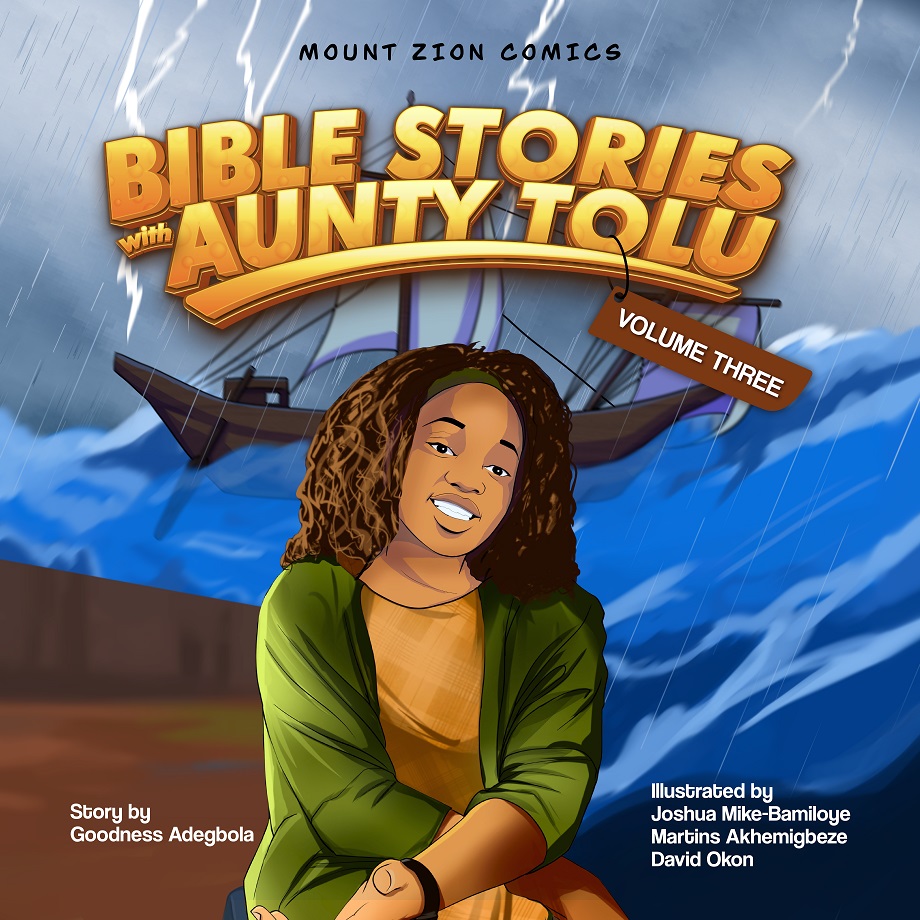 MOUNT ZION COMICS
BIBLE STORIES
with AUNTY TOLU
VOLUME THREE
Story by
Goodness Adegbola
Illustrated by
Joshua Mike-Bamiloye
Martins Akhemigbeze
David Okon